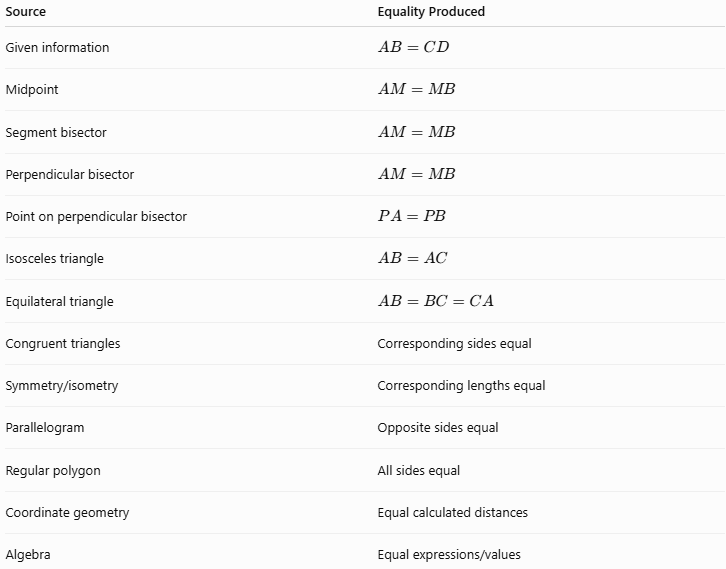 Source Equality Produced
Given information AB = CD
Midpoint AM = MB
Segment bisector AM = MB
Perpendicular bisector AM = MB
Point on perpendicular bisector PA = PB
Isosceles triangle AB = AC
Equilateral triangle AB = BC = CA
Congruent triangles Corresponding sides equal
Symmetry/isometry Corresponding lengths equal
Parallelogram Opposite sides equal
Regular polygon All sides equal
Coordinate geometry Equal calculated distances
Algebra Equal expressions/values